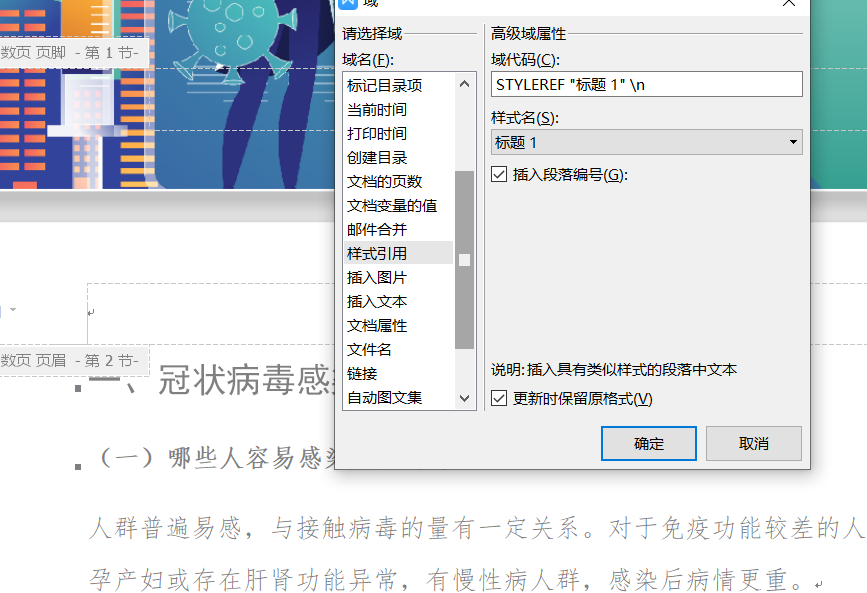 域
请选择域
高级域属性
域名(F):
域代码(C):
标记目录项
当前时间
打印时间
创建目录
文档的页数
文档变量的值
邮件合并
样式引用
插入图片
插入文本
文档属性
文件名
链接
自动图文集
STYLEREF "标题 1" \n
样式名(S):
标题 1
插入段落编号(G):
说明:插入具有类似样式的段落中文本
更新时保留原格式(V)
确定
取消
数页 页脚 - 第 1 节-
数页 页眉 - 第 2 节-
一、冠状病毒感
（一）哪些人容易感染
人群普遍易感，与接触病毒的量有一定关系。对于免疫功能较差的人
孕产妇或存在肝肾功能异常，有慢性病人群，感染后病情更重。